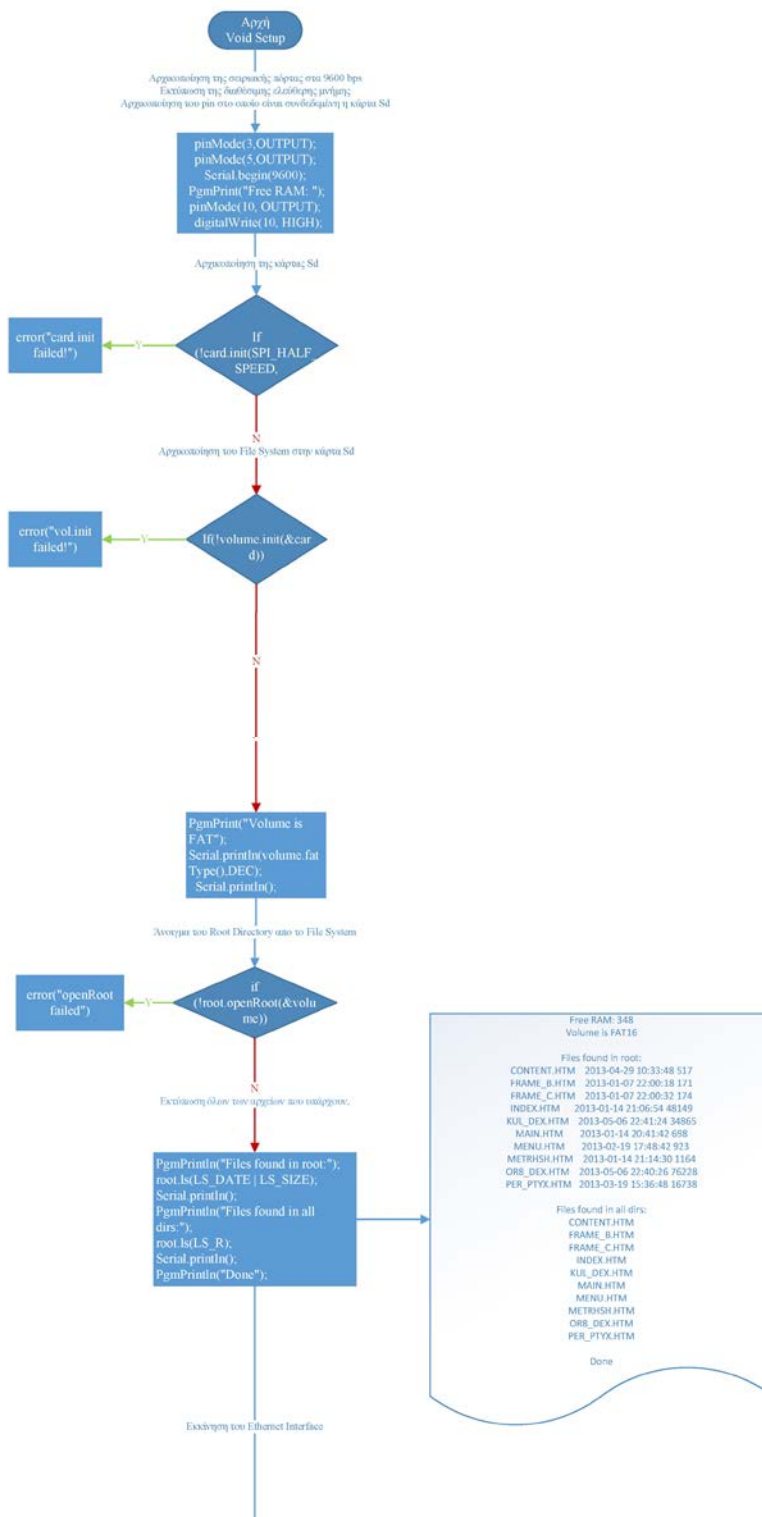 Αρχή
Void Setup
Αρχικοποίηση της σειριακής πόρτας στα 9600 bps
Εκτύπωση της διαθέσιμης ελεύθερης μνήμης
Αρχικοποίηση του pin στο οποίο είναι συνδεδεμένη η κάρτα Sd
pinMode(3,OUTPUT);
pinMode(5,OUTPUT);
Serial.begin(9600);
PgmPrint("Free RAM: ");
pinMode(10, OUTPUT);
digitalWrite(10, HIGH);
Αρχικοποίηση της κάρτας Sd
If
(!card.init(SPI_HALF_
SPEED,
Y
error("card.init
failed!")
N
Αρχικοποίηση του File System στην κάρτα Sd
If(!volume.init(&car
d))
Y
error("vol.init
failed!")
N
PgmPrint("Volume is
FAT");
Serial.println(volume.fat
Type(),DEC);
Serial.println();
Άνοιγμα του Root Directory απο το File System
if
(!root.openRoot(&volu
me))
Y
error("openRoot
failed")
N
Εκτύπωση όλων των αρχείων που υπάρχουν.
PgmPrintln("Files found in root:");
root.ls(LS_DATE | LS_SIZE);
Serial.println();
PgmPrintln("Files found in all
dirs:");
root.ls(LS_R);
Serial.println();
PgmPrintln("Done");
Free RAM: 348
Volume is FAT16
Files found in root:
CONTENT.HTM 2013-04-29 10:33:48 517
FRAME_B.HTM 2013-01-07 22:00:18 171
FRAME_C.HTM 2013-01-07 22:00:32 174
INDEX.HTM 2013-01-14 21:06:54 48149
KUL_DEX.HTM 2013-05-06 22:41:24 34865
MAIN.HTM 2013-01-14 20:41:42 698
MENU.HTM 2013-02-19 17:48:42 923
METRHSH.HTM 2013-01-14 21:14:30 1164
ORB_DEX.HTM 2013-05-06 22:40:26 76228
PER_PTYX.HTM 2013-03-19 15:36:48 16738
Files found in all dirs:
CONTENT.HTM
FRAME_B.HTM
FRAME_C.HTM
INDEX.HTM
KUL_DEX.HTM
MAIN.HTM
MENU.HTM
METRHSH.HTM
ORB_DEX.HTM
PER_PTYX.HTM
Done
Εκκίνηση του Ethernet Interface